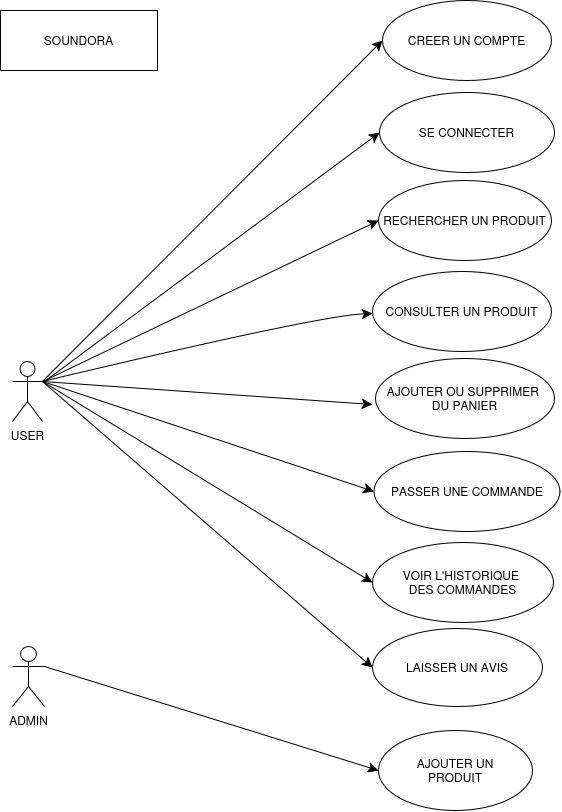 SOUNDORA
CREER UN COMPTE
SE CONNECTER
RECHERCHER UN PRODUIT
CONSULTER UN PRODUIT
AJOUTER OU SUPPRIMER
DU PANIER
USER
PASSER UNE COMMANDE
VOIR L'HISTORIQUE
DES COMMANDES
LAISSER UN AVIS
ADMIN
AJOUTER UN
PRODUIT